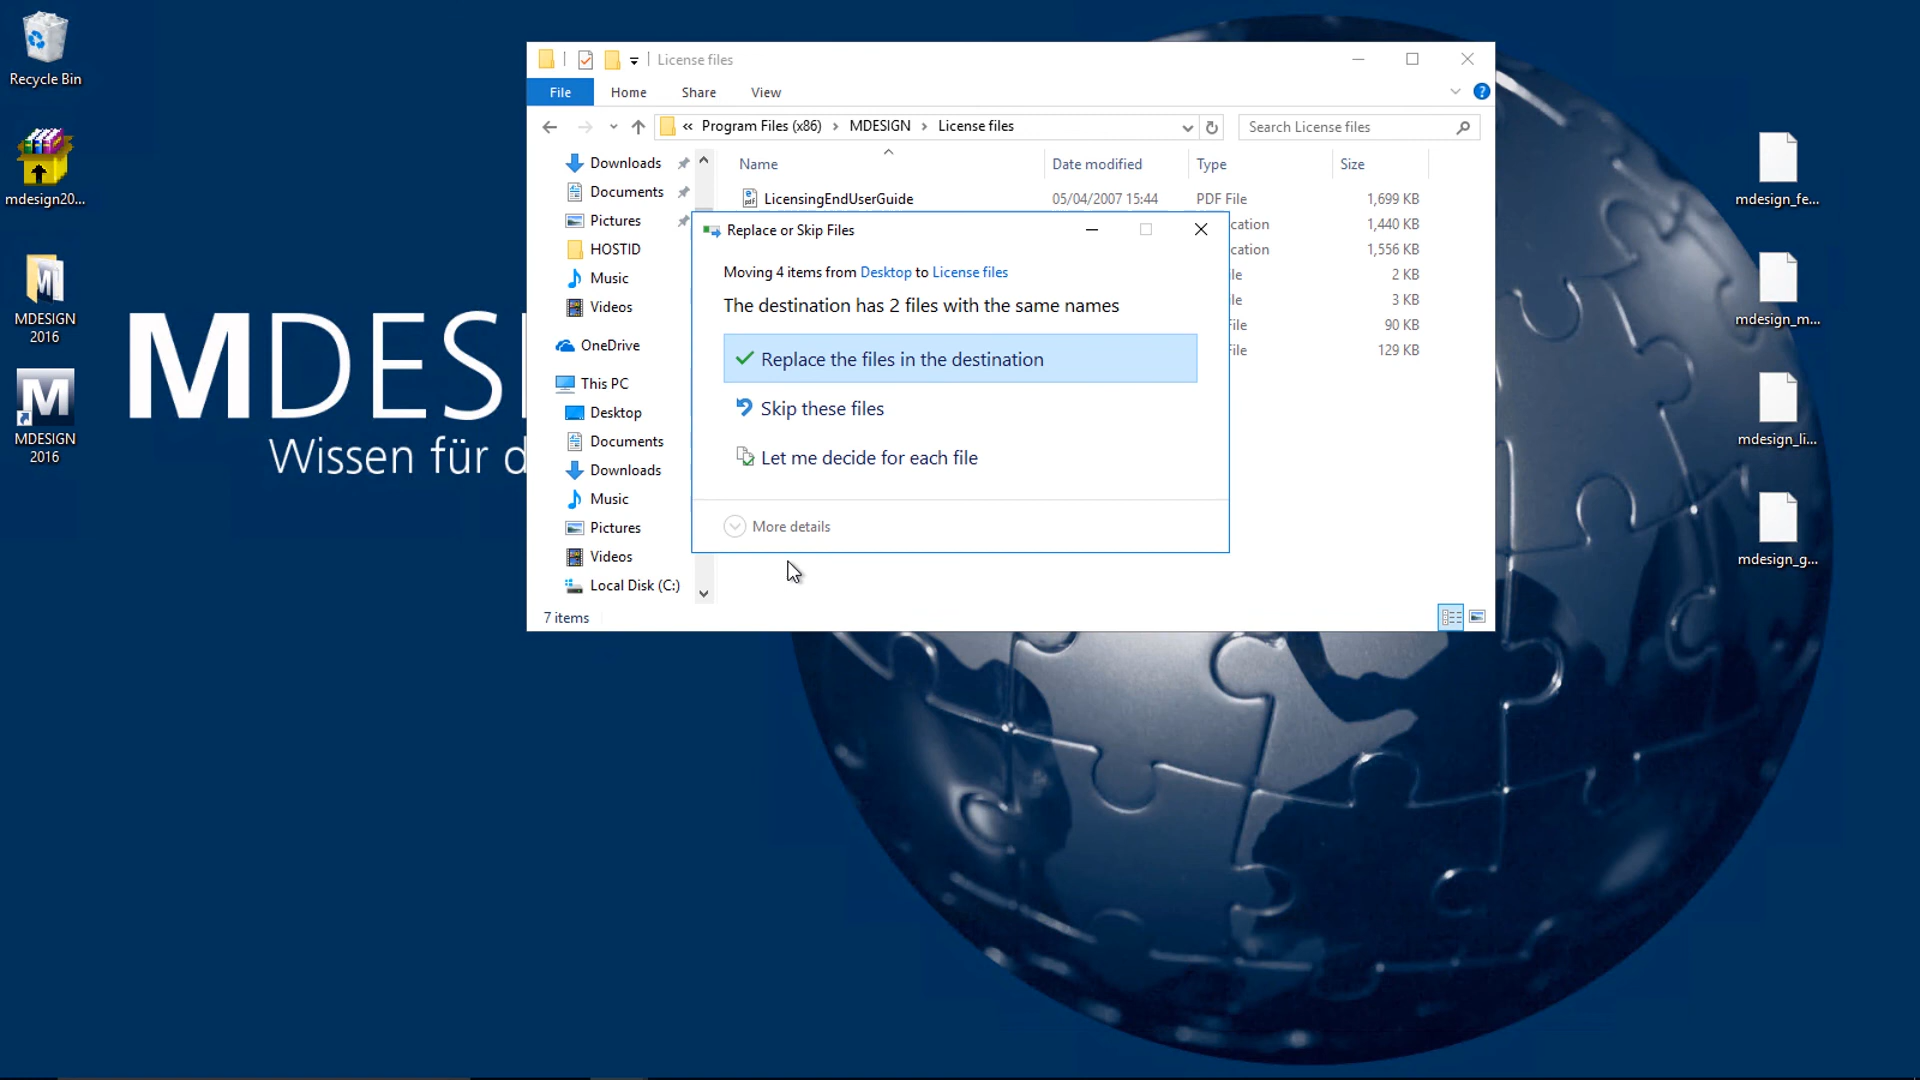 Recycle Bin
mdesign20...
MDESIGN
2016
MDESIGN
2016
MDES
Wissen für d
License files
File Home Share View
« Program Files (x86) > MDESIGN > License files
Search License files
Downloads
Documents
Pictures
HOSTID
Music
Videos
OneDrive
This PC
Desktop
Documents
Downloads
Music
Pictures
Videos
Local Disk (C:)
Name Date modified Type Size
LicensingEndUserGuide 05/04/2007 15:44 PDF File 1,699 KB
cation 1,440 KB
cation 1,556 KB
le 2 KB
le 3 KB
ile 90 KB
ile 129 KB
Replace or Skip Files
Moving 4 items from Desktop to License files
The destination has 2 files with the same names
Replace the files in the destination
Skip these files
Let me decide for each file
More details
7 items
mdesign_fe...
mdesign_m...
mdesign_li...
mdesign_g...